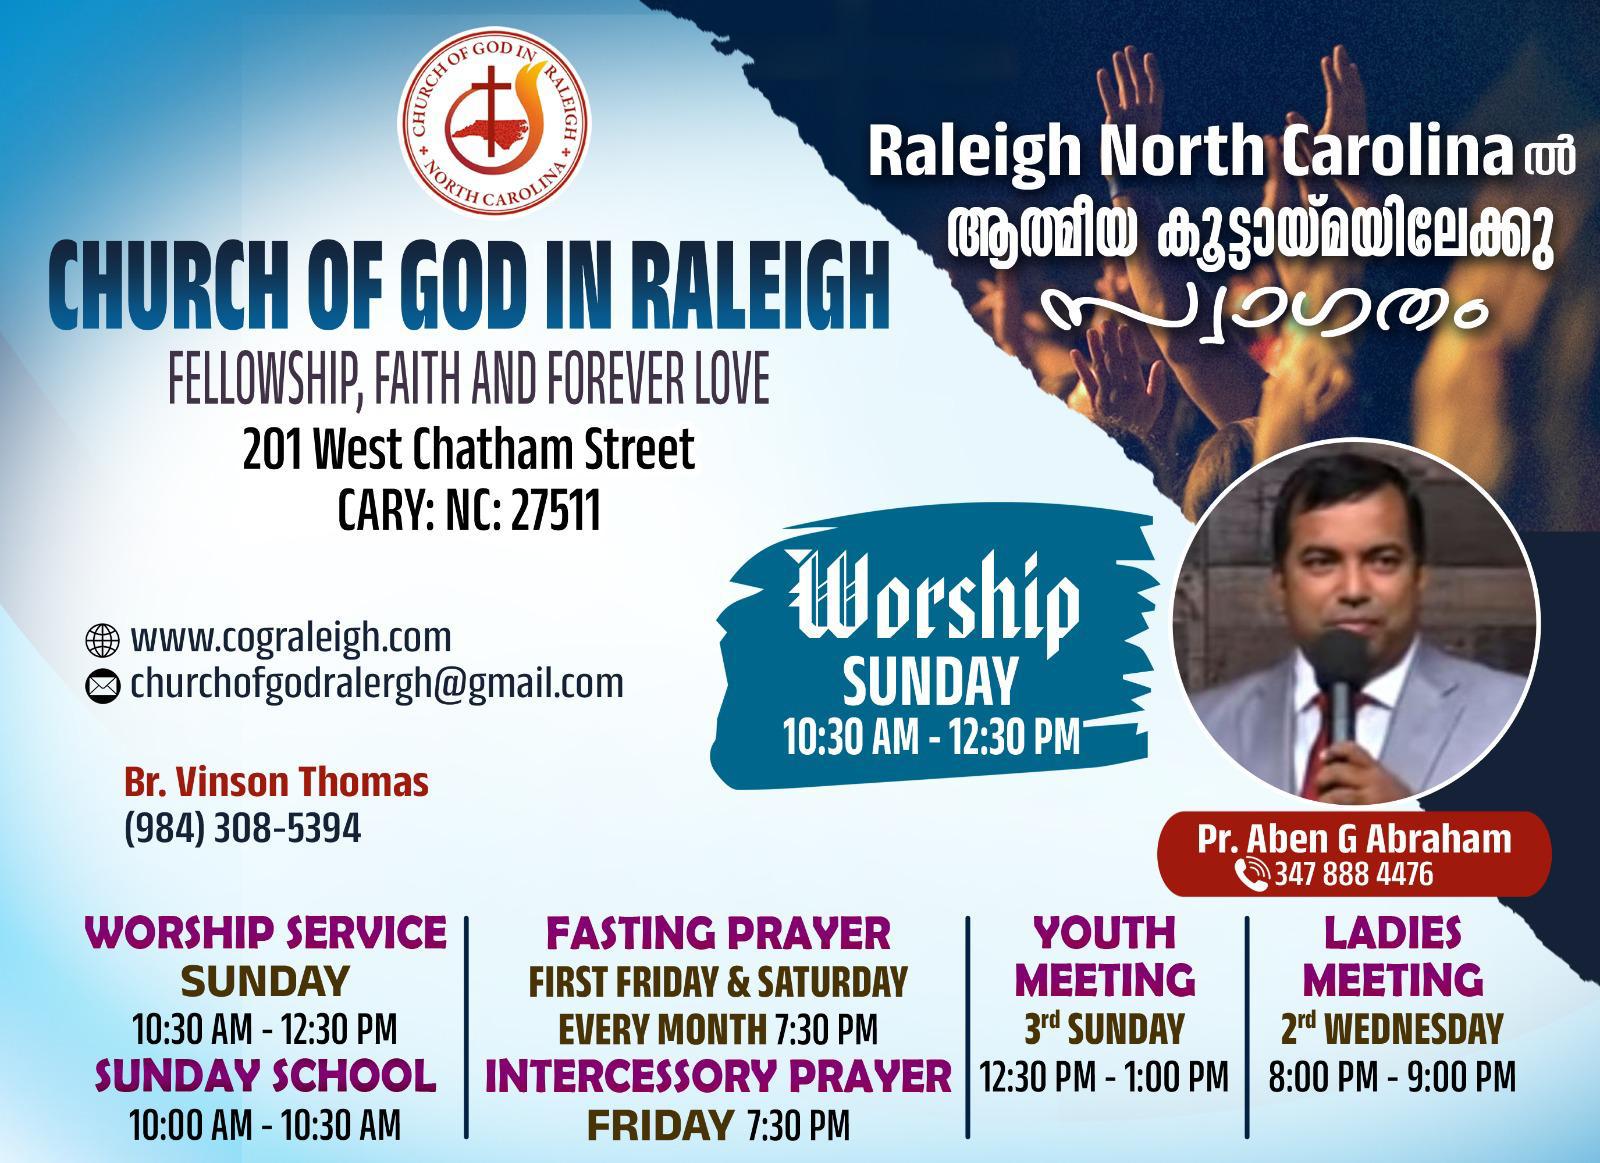 CHURCH OF GOD IN RALEIGH
NORTH CAROLINA
CHURCH OF GOD IN RALEIGH
FELLOWSHIP, FAITH AND FOREVER LOVE
201 West Chatham Street
CARY: NC: 27511
Raleigh North Carolina ൽ
ആത്മീയ കൂട്ടായ്മയിലേക്കു
സ്വാഗതം
www.cograleigh.com
churchofgodralergh@gmail.com
Br. Vinson Thomas
(984) 308-5394
Worship
SUNDAY
10:30 AM - 12:30 PM
Pr. Aben G Abraham
347 888 4476
WORSHIP SERVICE
SUNDAY
10:30 AM - 12:30 PM
SUNDAY SCHOOL
10:00 AM - 10:30 AM
FASTING PRAYER
FIRST FRIDAY & SATURDAY
EVERY MONTH 7:30 PM
INTERCESSORY PRAYER
FRIDAY 7:30 PM
YOUTH
MEETING
3rd SUNDAY
12:30 PM - 1:00 PM
LADIES
MEETING
2rd WEDNESDAY
8:00 PM - 9:00 PM